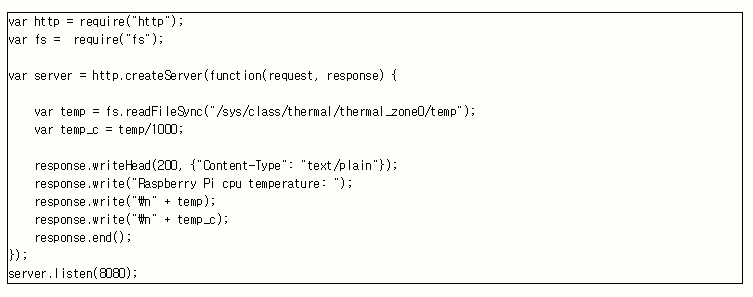 var http = require("http");
var fs =  require("fs");

var server = http.createServer(function(request, response) {

    var temp = fs.readFileSync("/sys/class/thermal/thermal_zone0/temp");
    var temp_c = temp/1000;

    response.writeHead(200, {"Content-Type": "text/plain"});
    response.write("Raspberry Pi cpu temperature: ");
    response.write("₩n" + temp);
    response.write("₩n" + temp_c);
    response.end();
});
server.listen(8080);